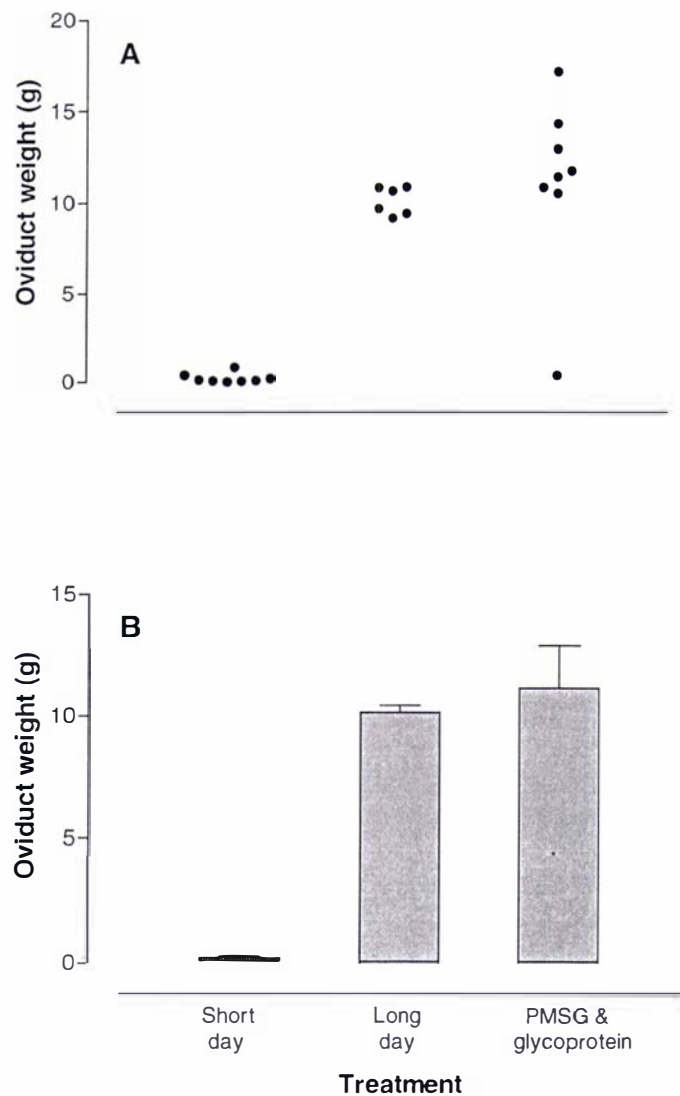 20
A
Oviduct weight (g)
15
10
5
0
15
B
Oviduct weight (g)
10
5
0
Short
day
Long
day
PMSG &
glycoprotein
Treatment